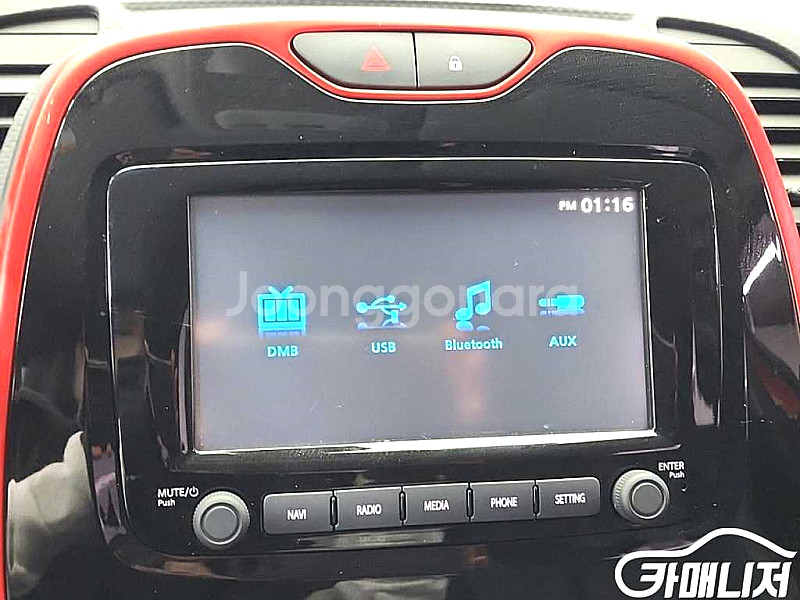 PM 01:16
Joonggonara
DMB USB Bluetooth AUX
MUTE/
Push
ENTER
Push
NAVI RADIO MEDIA PHONE SETTING
카매니저